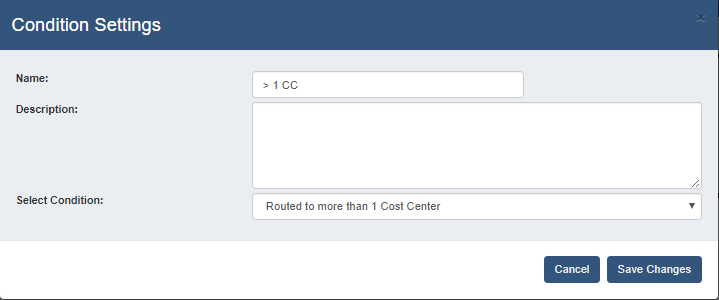 Condition Settings
×
Name:
> 1 CC
Description:
Select Condition:
Routed to more than 1 Cost Center
Cancel
Save Changes